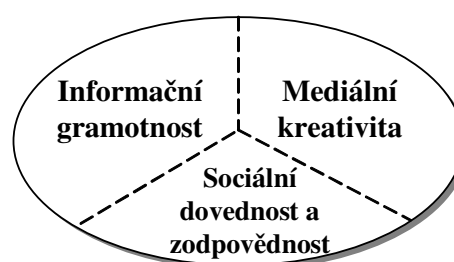 Informační
gramotnost
Mediální
kreativita
Sociální
dovednost a
zodpovědnost